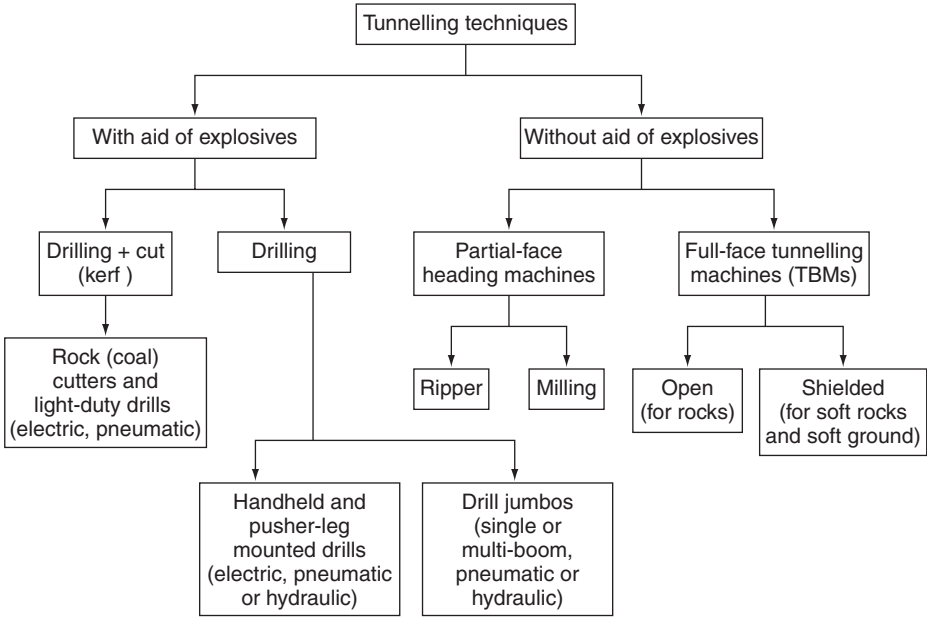 Tunnelling techniques
With aid of explosives
Without aid of explosives
Drilling + cut
(kerf )
Drilling
Partial-face
heading machines
Full-face tunnelling
machines (TBMs)
Rock (coal)
cutters and
light-duty drills
(electric, pneumatic)
Ripper
Milling
Open
(for rocks)
Shielded
(for soft rocks
and soft ground)
Handheld and
pusher-leg
mounted drills
(electric, pneumatic
or hydraulic)
Drill jumbos
(single or
multi-boom,
pneumatic or
hydraulic)